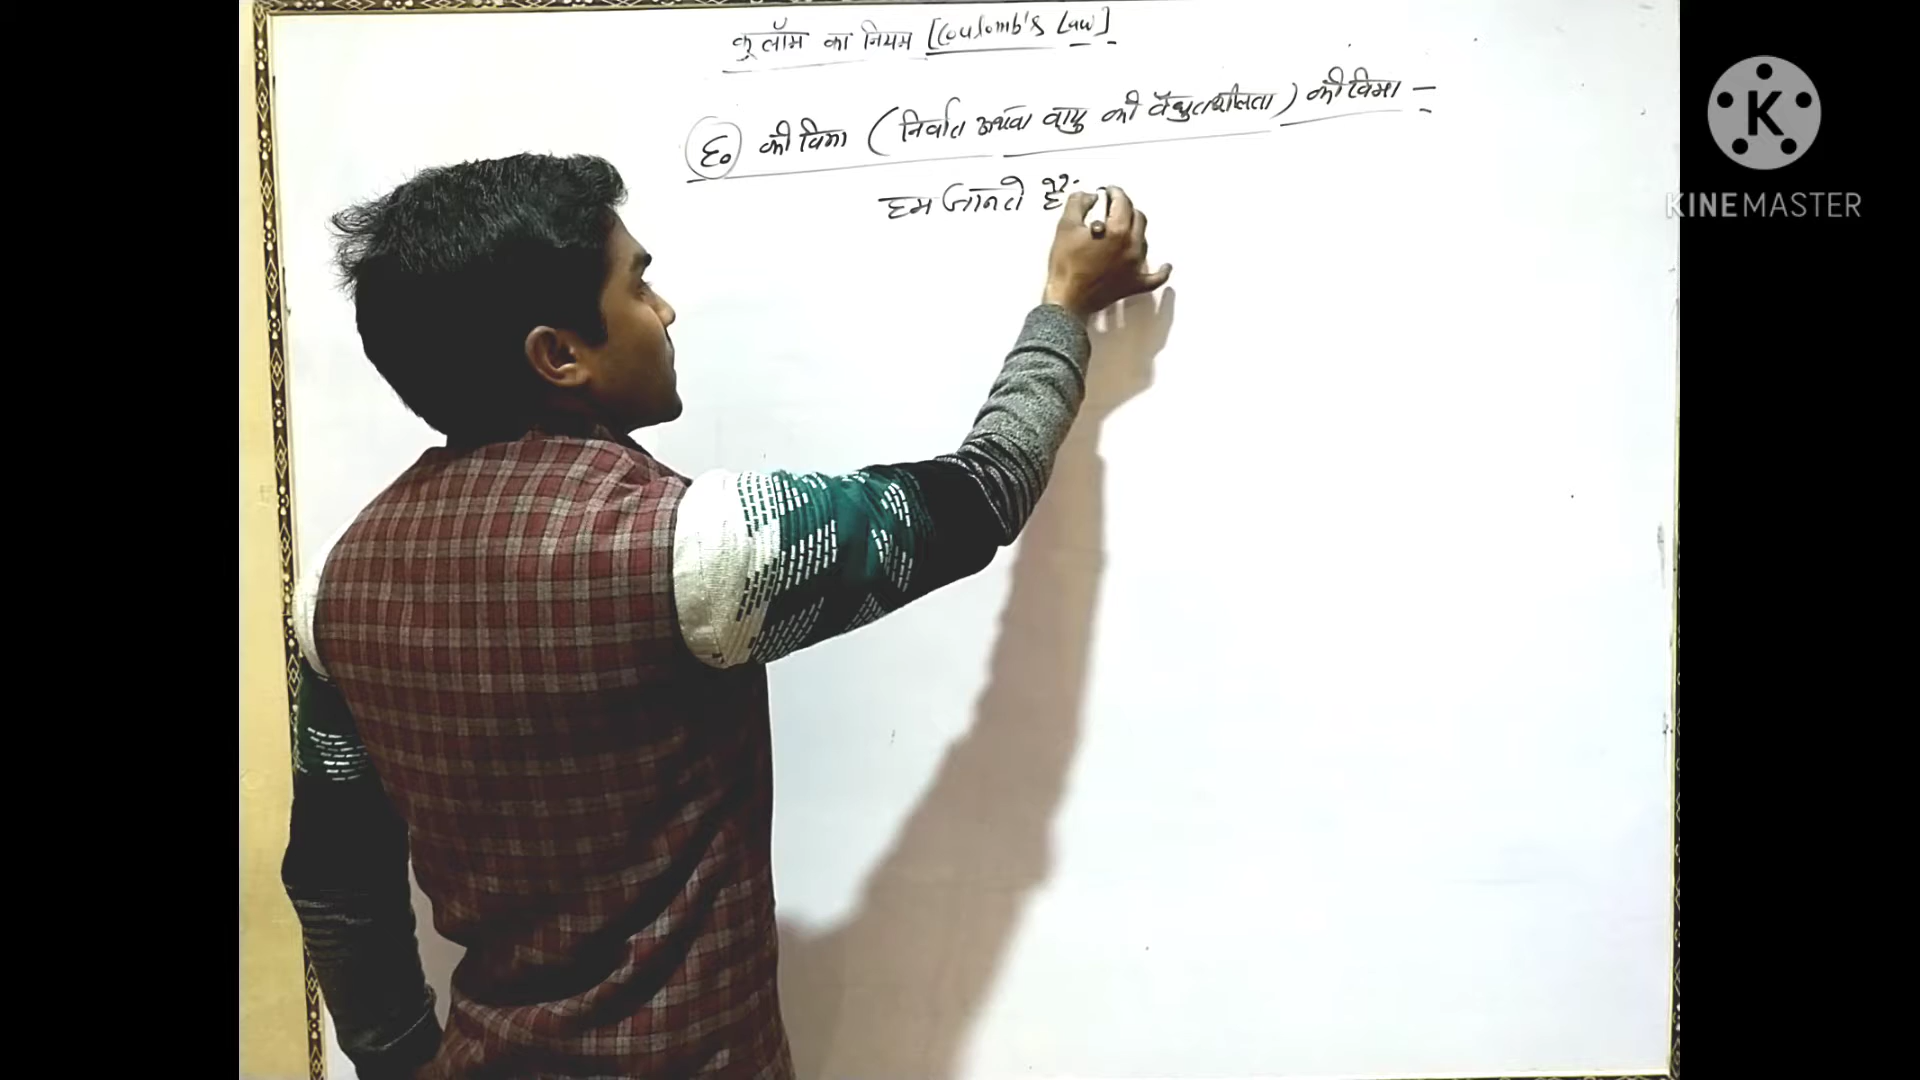 कूलॉम का नियम [Coulomb's Law]
ε₀ की विमा (निर्वात अथवा वायु की वैद्युतशीलता) की विमा –
हम जानते हैं
K
KINEMASTER